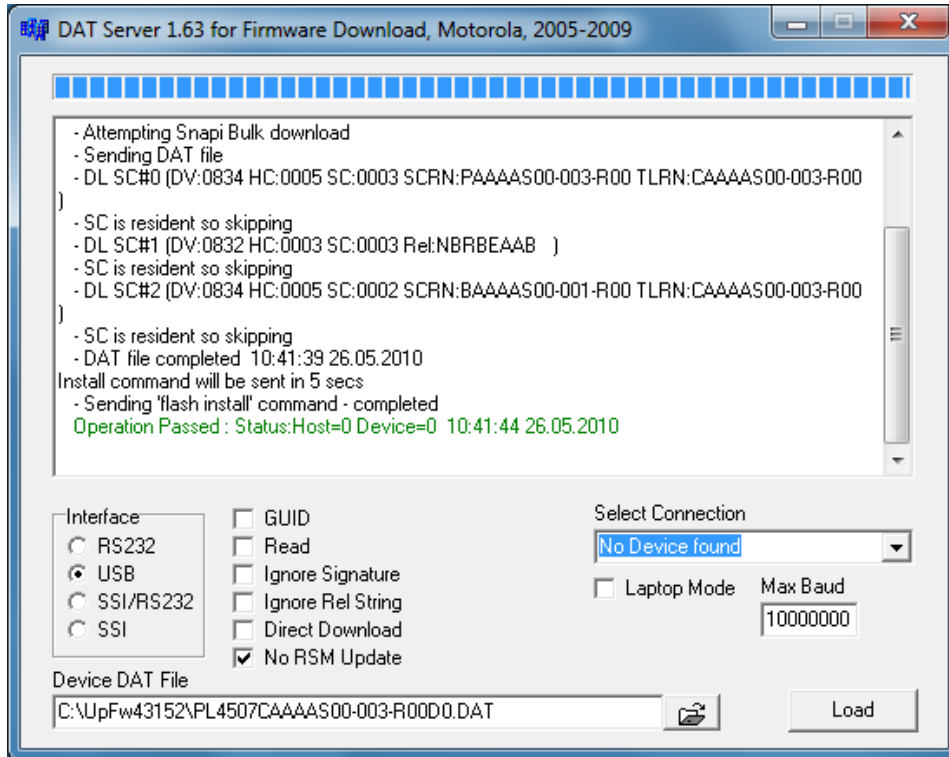 DAT Server 1.63 for Firmware Download, Motorola, 2005-2009
- Attempting Snapi Bulk download
- Sending DAT file
- DL SC#0 (DV:0834 HC:0005 SC:0003 SCRN:PAAAAS00-003-R00 TLRN:CAAAAS00-003-R00
)
- SC is resident so skipping
- DL SC#1 (DV:0832 HC:0003 SC:0003 Rel:NBRBEAAB )
- SC is resident so skipping
- DL SC#2 (DV:0834 HC:0005 SC:0002 SCRN:BAAAAS00-001-R00 TLRN:CAAAAS00-003-R00
)
- SC is resident so skipping
- DAT file completed 10:41:39 26.05.2010
Install command will be sent in 5 secs
- Sending 'flash install' command - completed
Operation Passed : Status:Host=0 Device=0 10:41:44 26.05.2010
Interface
RS232
USB
SSI/RS232
SSI
GUID
Read
Ignore Signature
Ignore Rel String
Direct Download
No RSM Update
Select Connection
No Device found
Laptop Mode
Max Baud
10000000
Device DAT File
C:\UpFw43152\PL4507CAAAAS00-003-R00D0.DAT
Load